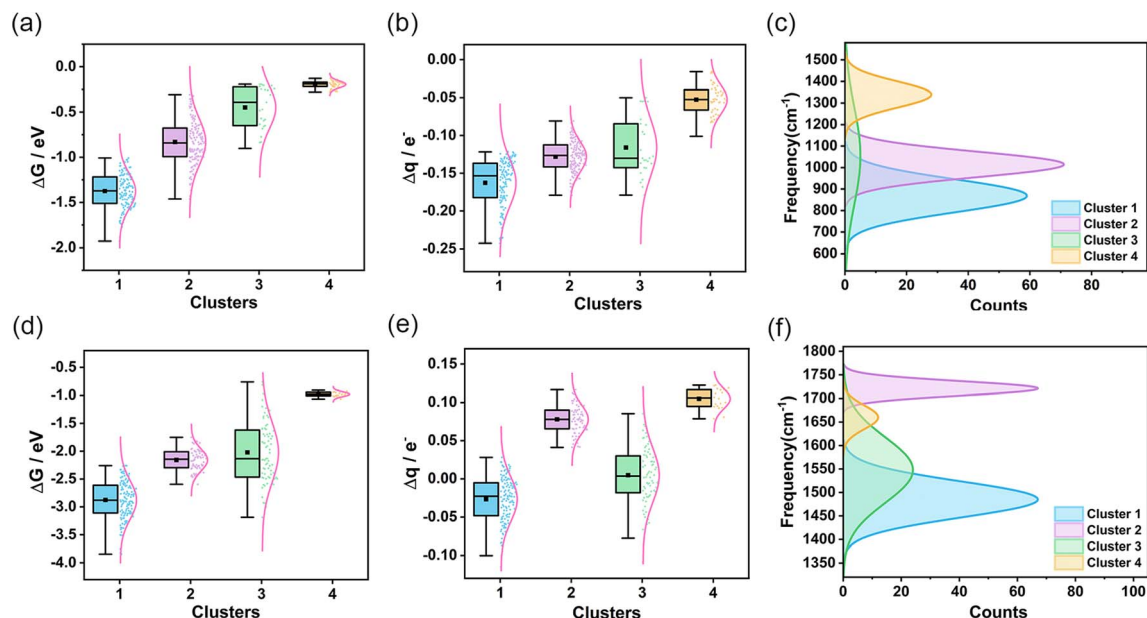 (a)
ΔG / eV
0.0
-0.5
-1.0
-1.5
-2.0
1 2 3 4
Clusters
(b)
Δq / e⁻
0.00
-0.05
-0.10
-0.15
-0.20
-0.25
1 2 3 4
Clusters
(c)
Frequency(cm⁻¹)
1500
1400
1300
1200
1100
1000
900
800
700
600
Cluster 1
Cluster 2
Cluster 3
Cluster 4
0 20 40 60 80
Counts
(d)
ΔG / eV
-0.5
-1.0
-1.5
-2.0
-2.5
-3.0
-3.5
-4.0
1 2 3 4
Clusters
(e)
Δq / e⁻
0.15
0.10
0.05
0.00
-0.05
-0.10
1 2 3 4
Clusters
(f)
Frequency(cm⁻¹)
1800
1750
1700
1650
1600
1550
1500
1450
1400
1350
Cluster 1
Cluster 2
Cluster 3
Cluster 4
0 20 40 60 80 100
Counts